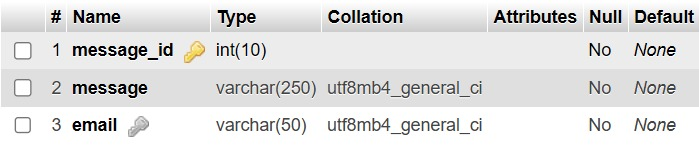 # Name Type Collation Attributes Null Default
1 message_id int(10) No None
2 message varchar(250) utf8mb4_general_ci No None
3 email varchar(50) utf8mb4_general_ci No None